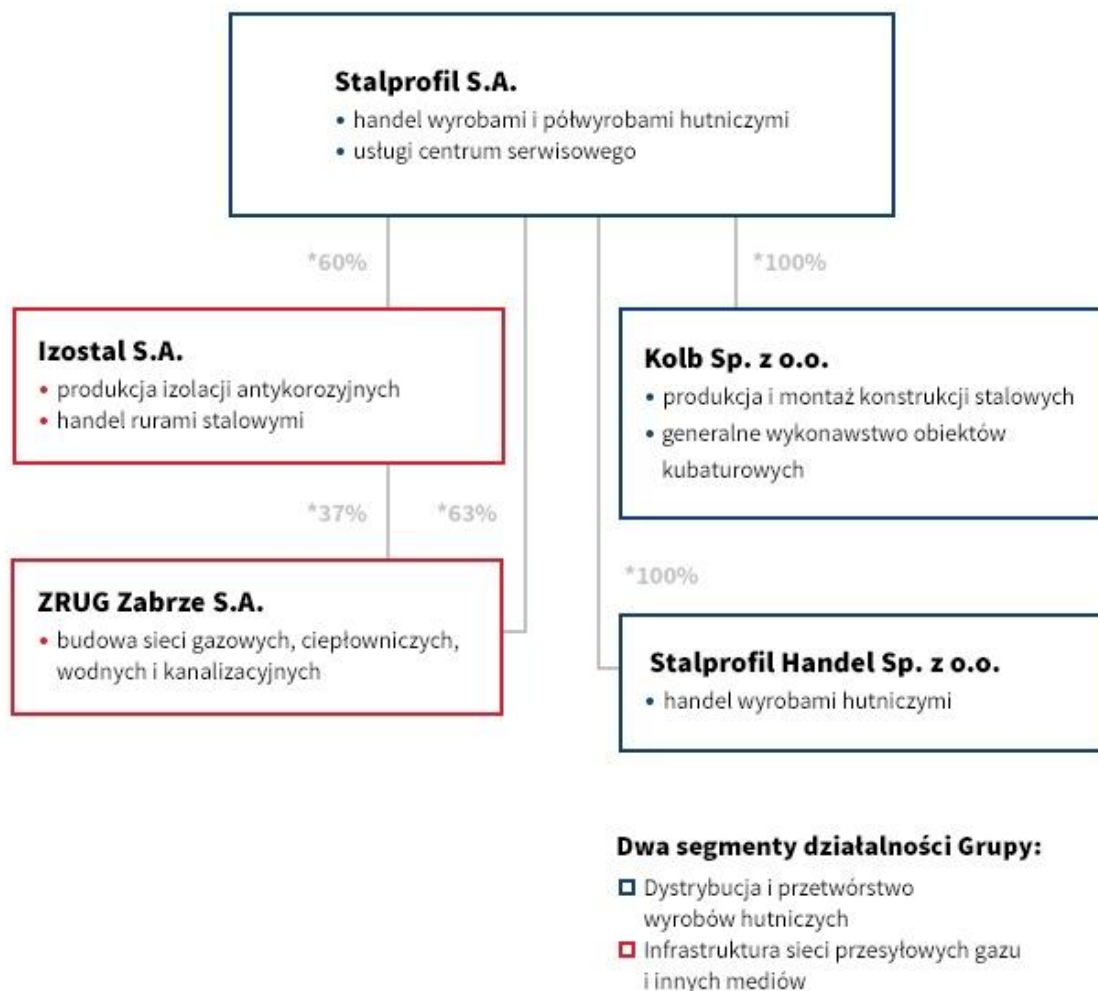 Stalprofil S.A.
• handel wyrobami i półwyrobami hutniczymi
• usługi centrum serwisowego
*60%
*100%
Izostal S.A.
• produkcja izolacji antykorozyjnych
• handel rurami stalowymi
Kolb Sp. z o.o.
• produkcja i montaż konstrukcji stalowych
• generalne wykonawstwo obiektów
kubaturowych
*37%
*63%
*100%
ZRUG Zabrze S.A.
• budowa sieci gazowych, ciepłowniczych,
wodnych i kanalizacyjnych
Stalprofil Handel Sp. z o.o.
• handel wyrobami hutniczymi
Dwa segmenty działalności Grupy:
Dystrybucja i przetwórstwo
wyrobów hutniczych
Infrastruktura sieci przesyłowych gazu
i innych mediów